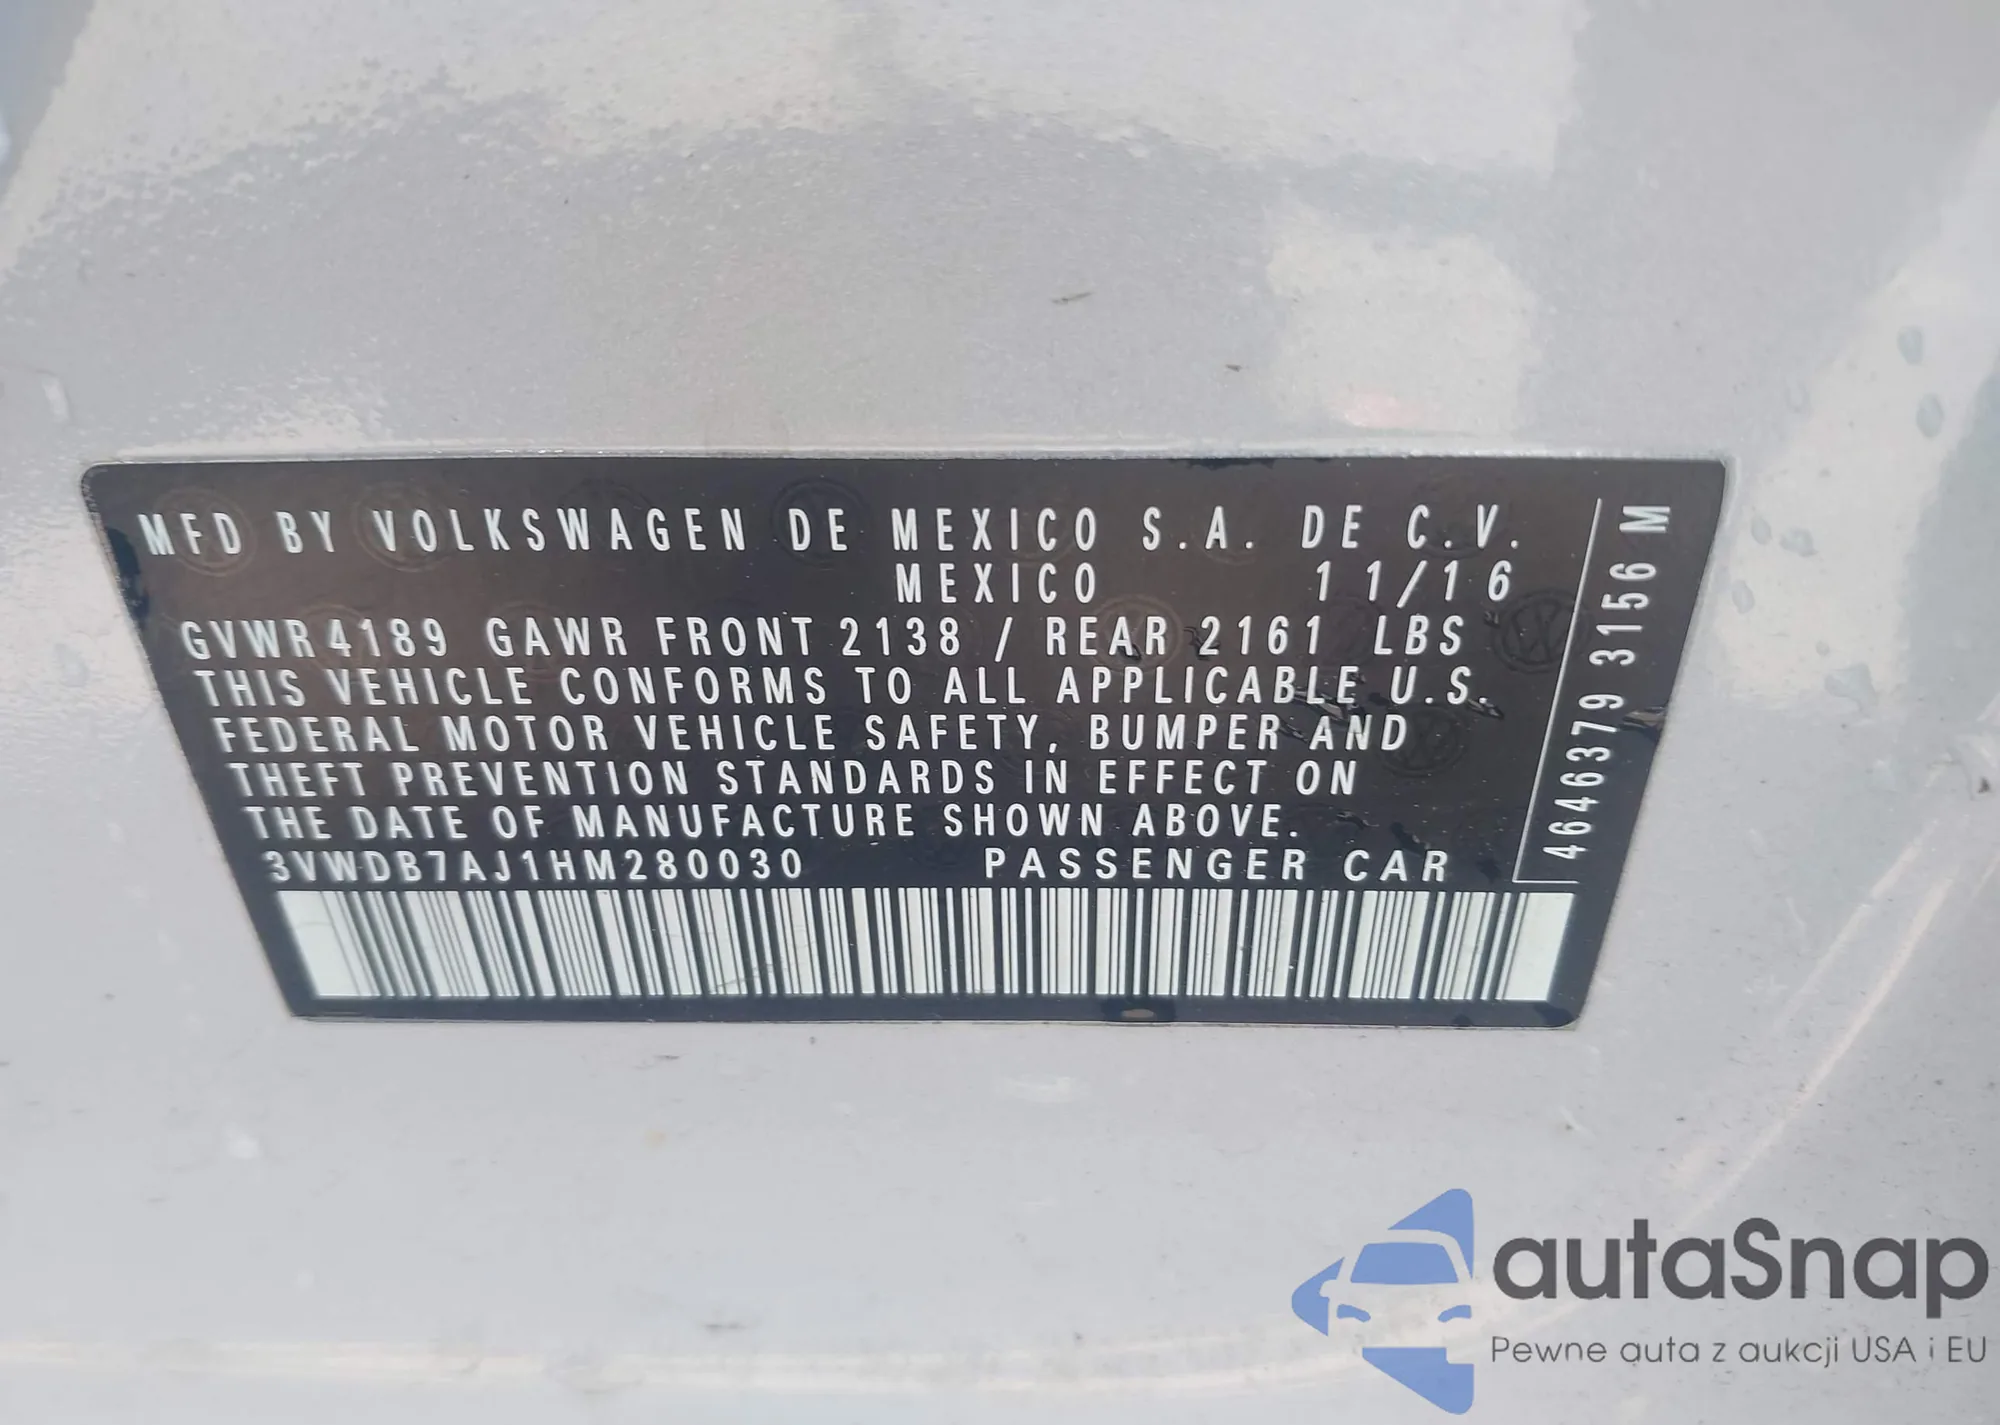 MFD BY VOLKSWAGEN DE MEXICO S.A. DE C.V.
MEXICO 11/16
GVWR 4189 GAWR FRONT 2138 / REAR 2161 LBS
THIS VEHICLE CONFORMS TO ALL APPLICABLE U.S.
FEDERAL MOTOR VEHICLE SAFETY, BUMPER AND
THEFT PREVENTION STANDARDS IN EFFECT ON
THE DATE OF MANUFACTURE SHOWN ABOVE.
3VWDB7AJ1HM280030 PASSENGER CAR
4646379 3156 M
autaSnap
Pewne auta z aukcji USA i EU